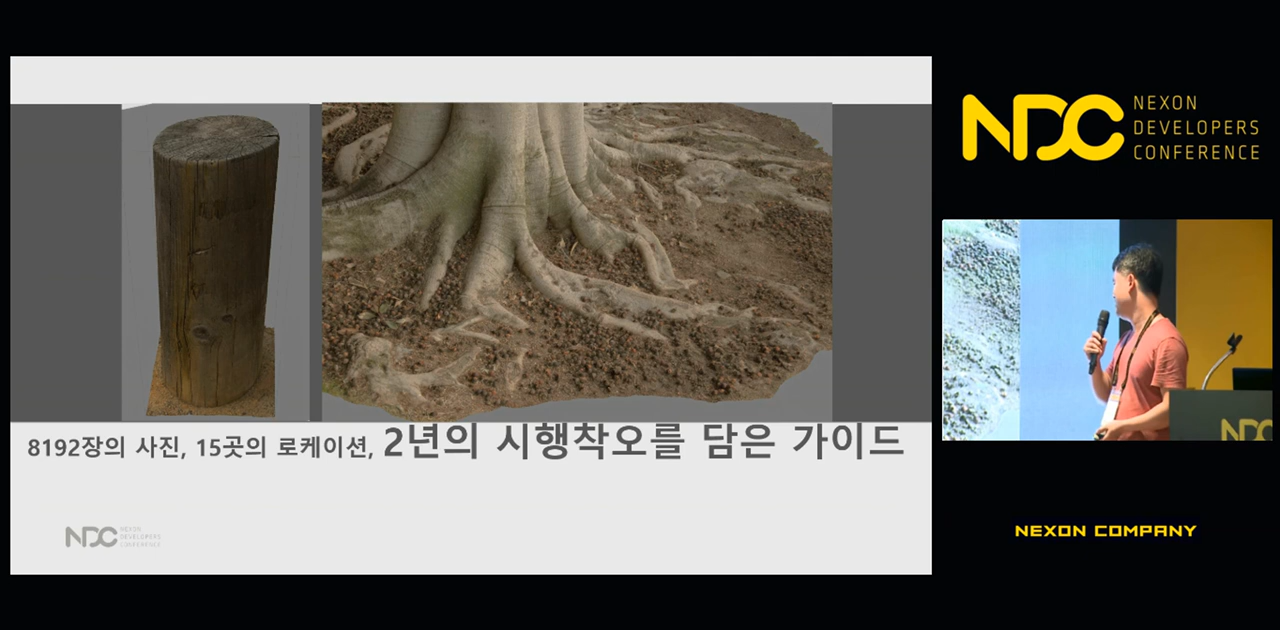 8192장의 사진, 15곳의 로케이션, 2년의 시행착오를 담은 가이드
NDC NEXON
DEVELOPERS
CONFERENCE
NDC NEXON
DEVELOPERS
CONFERENCE
NDC
NEXON COMPANY